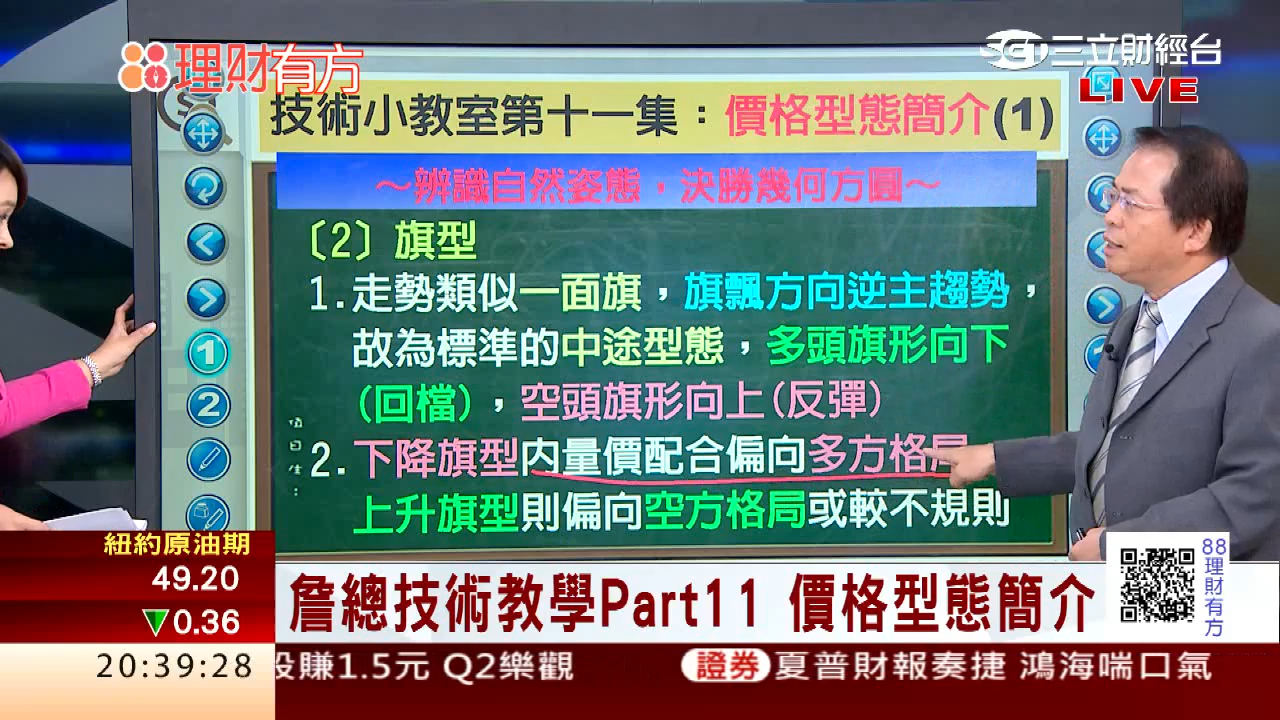 88理財有方
三立財經台
LIVE
技術小教室第十一集：價格型態簡介(1)
～辨識自然姿態，決勝幾何方圓～
〔2〕旗型
1.走勢類似一面旗，旗飄方向逆主趨勢，
故為標準的中途型態，多頭旗形向下
(回檔)，空頭旗形向上(反彈)
2.下降旗型內量價配合偏向多方格局
上升旗型則偏向空方格局或較不規則
值日生：
1
2
紐約原油期
49.20
▼0.36
詹總技術教學Part11 價格型態簡介
88理財有方
20:39:28
賺1.5元 Q2樂觀
證券 夏普財報奏捷 鴻海喘口氣